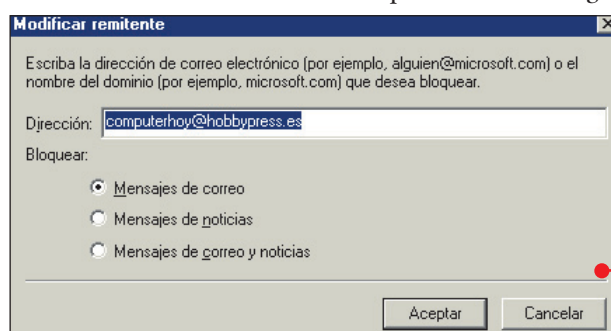 Modificar remitente
Escriba la dirección de correo electrónico (por ejemplo, alguien@microsoft.com) o el
nombre del dominio (por ejemplo, microsoft.com) que desea bloquear.
Dirección: computerhoy@hobbypress.es
Bloquear:
Mensajes de correo
Mensajes de noticias
Mensajes de correo y noticias
Aceptar Cancelar